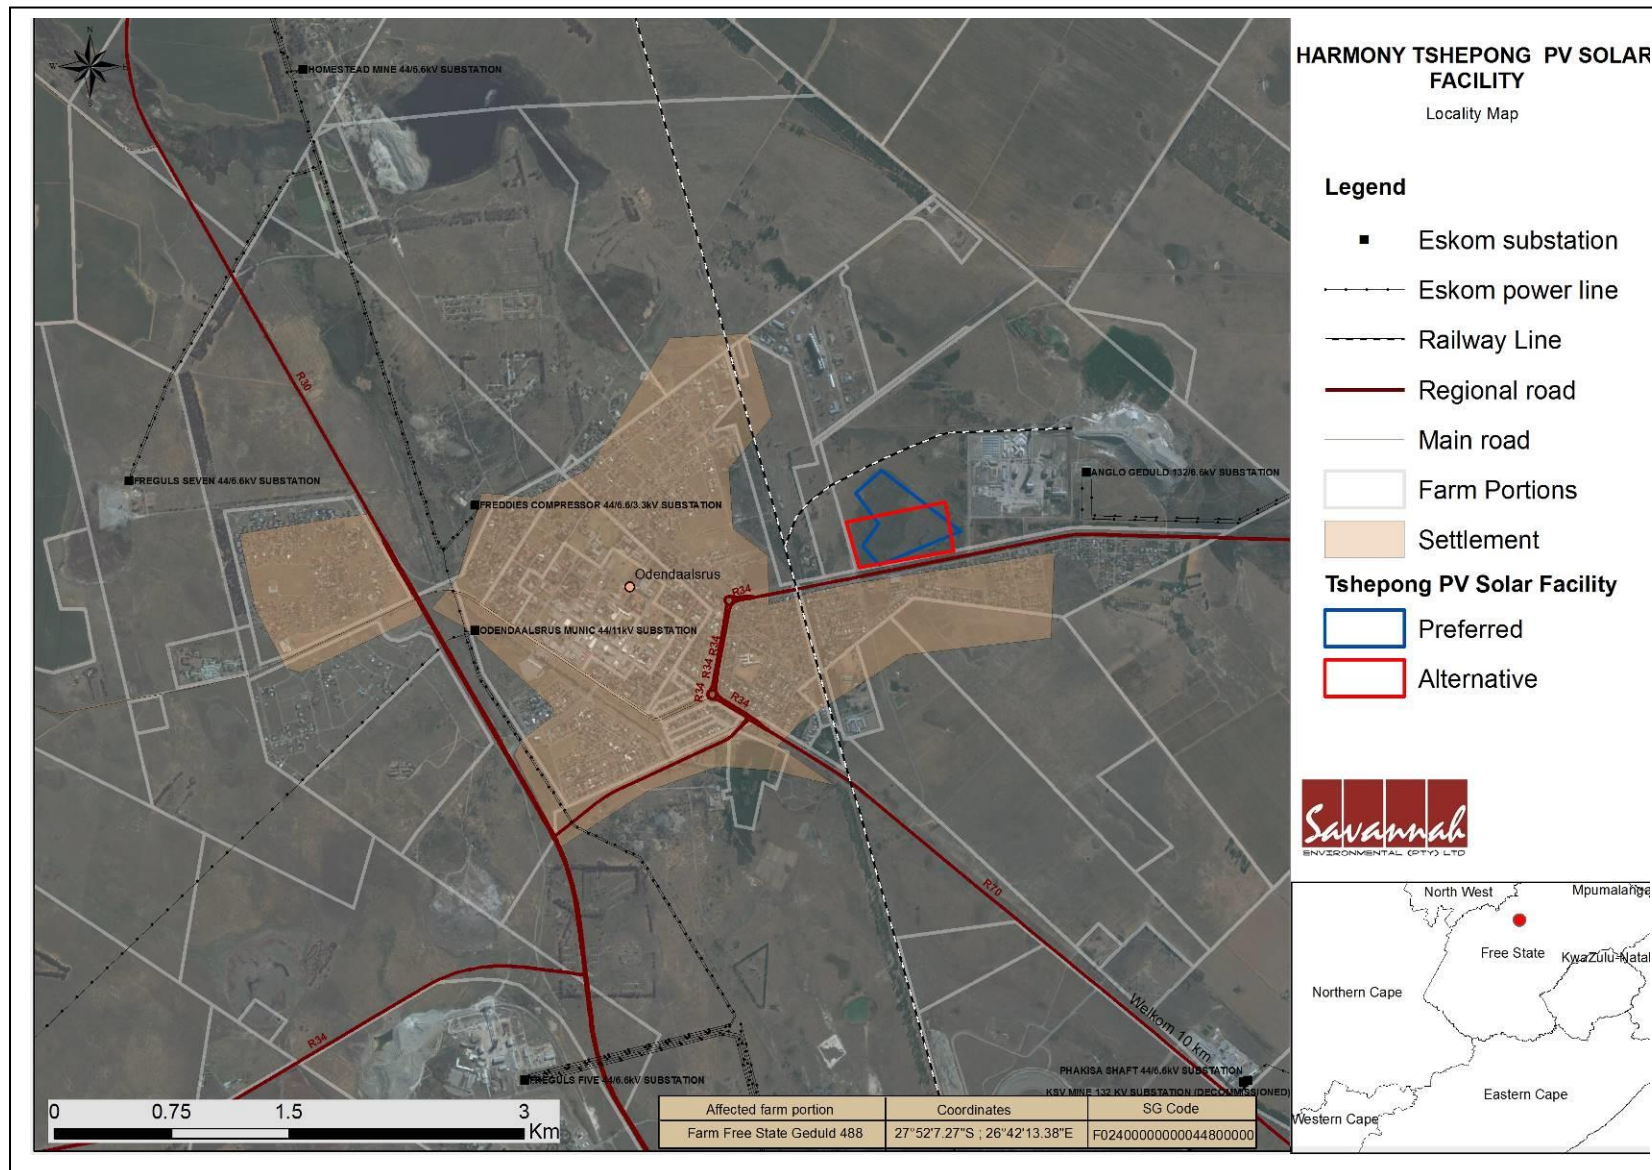 HARMONY TSHEPONG PV SOLAR
FACILITY
Locality Map
Legend
Eskom substation
Eskom power line
Railway Line
Regional road
Main road
Farm Portions
Settlement
Tshepong PV Solar Facility
Preferred
Alternative
Savannah
ENVIRONMENTAL (PTY) LTD
North West
Mpumalanga
Free State
KwaZulu-Natal
Northern Cape
Eastern Cape
Western Cape
N
W
S
HOMESTEAD MINE 44/6.6kV SUBSTATION
R30
FREGULS SEVEN 44/6.6kV SUBSTATION
FREDDIES COMPRESSOR 44/6.6/3.3kV SUBSTATION
ANGLO GEDULD 132/6.6kV SUBSTATION
Odendaalsrus
R34
ODENDAALSRUS MUNIC 44/11kV SUBSTATION
R34
R34
R34
R34
R70
Welkom 10 km
R34
PHAKISA SHAFT 44/6.6kV SUBSTATION
FREGULS FIVE 44/6.6kV SUBSTATION
KSV MINE 132 KV SUBSTATION (DECOMMISSIONED)
0 0.75 1.5 3
Km
Affected farm portion Coordinates SG Code
Farm Free State Geduld 488 27°52'7.27"S ; 26°42'13.38"E F02400000000044800000